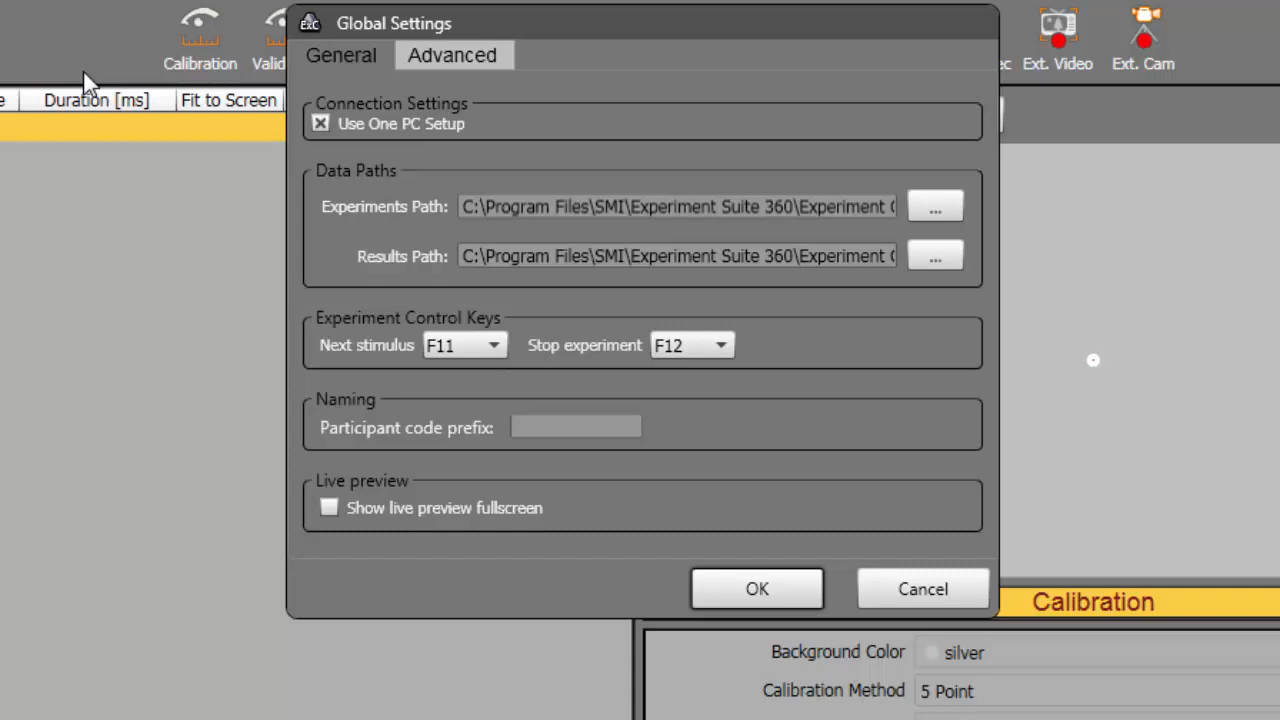 EXC Global Settings
General Advanced
Calibration Valid
Ext. Video Ext. Cam
Duration [ms] Fit to Screen
Connection Settings
Use One PC Setup
Data Paths
Experiments Path: C:\Program Files\SMI\Experiment Suite 360\Experiment C ...
Results Path: C:\Program Files\SMI\Experiment Suite 360\Experiment C ...
Experiment Control Keys
Next stimulus F11 Stop experiment F12
Naming
Participant code prefix:
Live preview
Show live preview fullscreen
OK Cancel
Calibration
Background Color silver
Calibration Method 5 Point